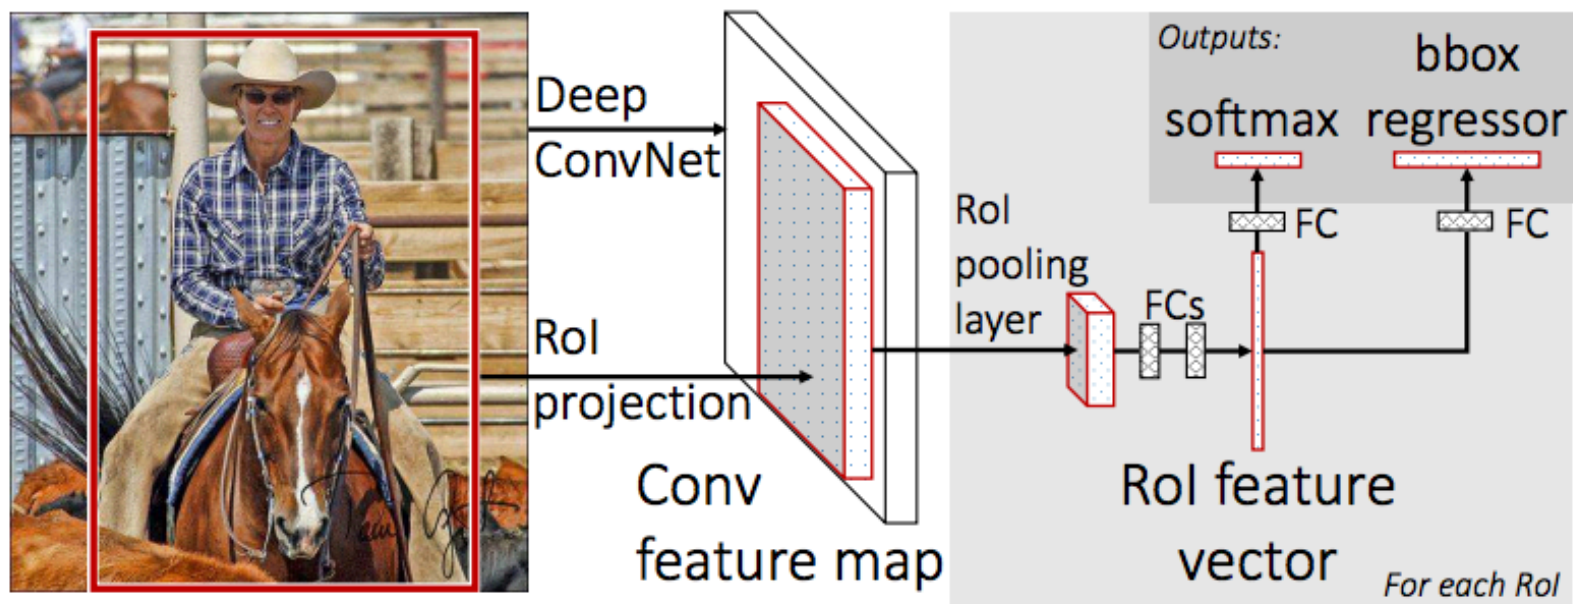 Deep
ConvNet
RoI
projection
Conv
feature map
RoI
pooling
layer
FCs
RoI feature
vector
For each RoI
Outputs:
softmax
bbox
regressor
FC
FC